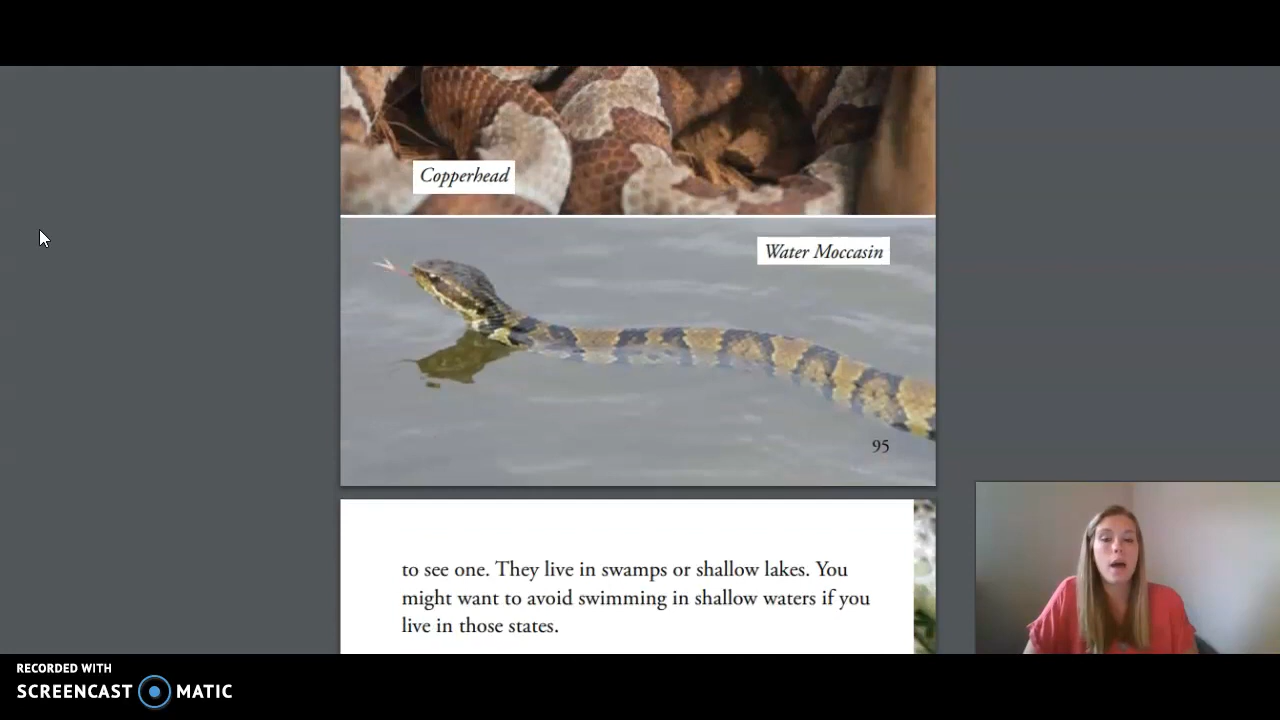 Copperhead
Water Moccasin
95
to see one. They live in swamps or shallow lakes. You
might want to avoid swimming in shallow waters if you
live in those states.
RECORDED WITH
SCREENCAST MATIC